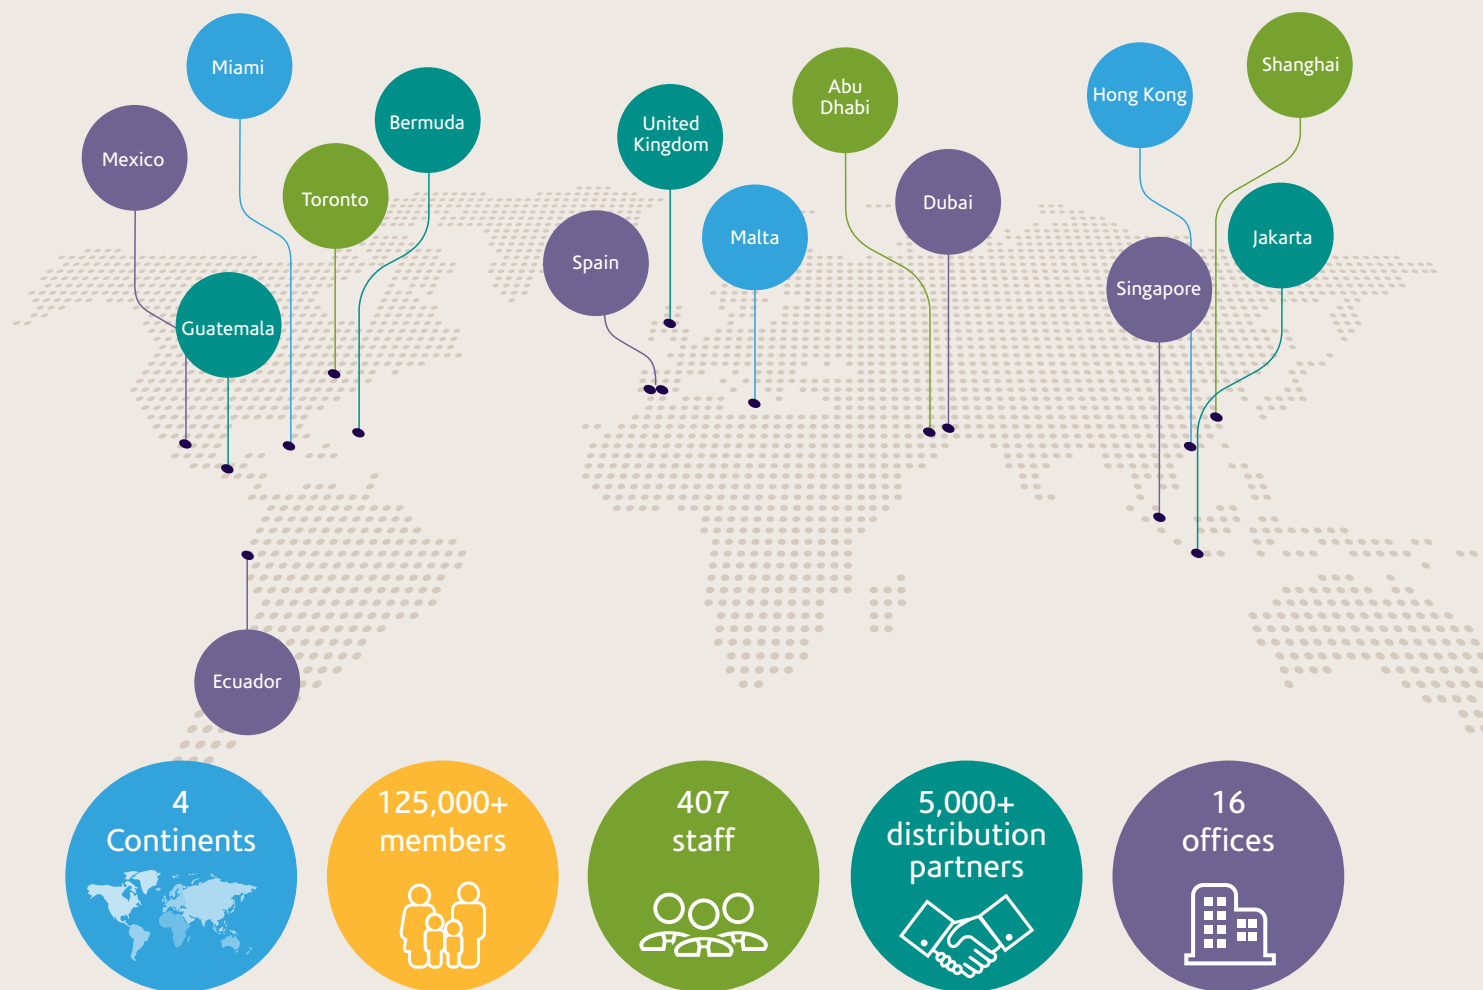 Miami
Shanghai
Abu
Dhabi
Hong Kong
Bermuda
United
Kingdom
Mexico
Toronto
Dubai
Malta
Jakarta
Spain
Singapore
Guatemala
Ecuador
4
Continents
125,000+
members
407
staff
5,000+
distribution
partners
16
offices